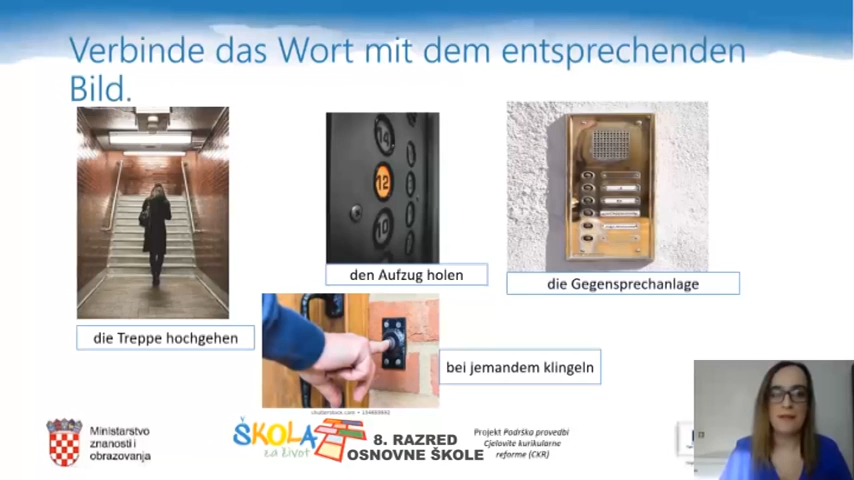 Verbinde das Wort mit dem entsprechenden
Bild.
14
12
10
den Aufzug holen
die Gegensprechanlage
die Treppe hochgehen
bei jemandem klingeln
shutterstock.com
Ministarstvo
znanosti i
obrazovanja
ŠKOLA
za život
8. RAZRED
OSNOVNE ŠKOLE
Projekt Podrška provedbi
Cjelovite kurikularne
reforme (CKR)